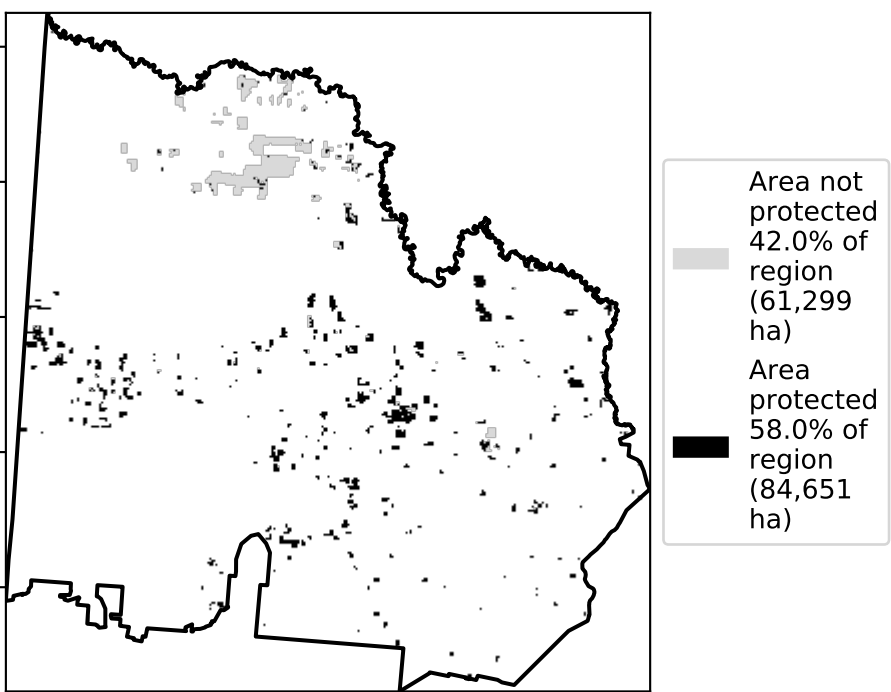 Area not
protected
42.0% of
region
(61,299
ha)
Area
protected
58.0% of
region
(84,651
ha)